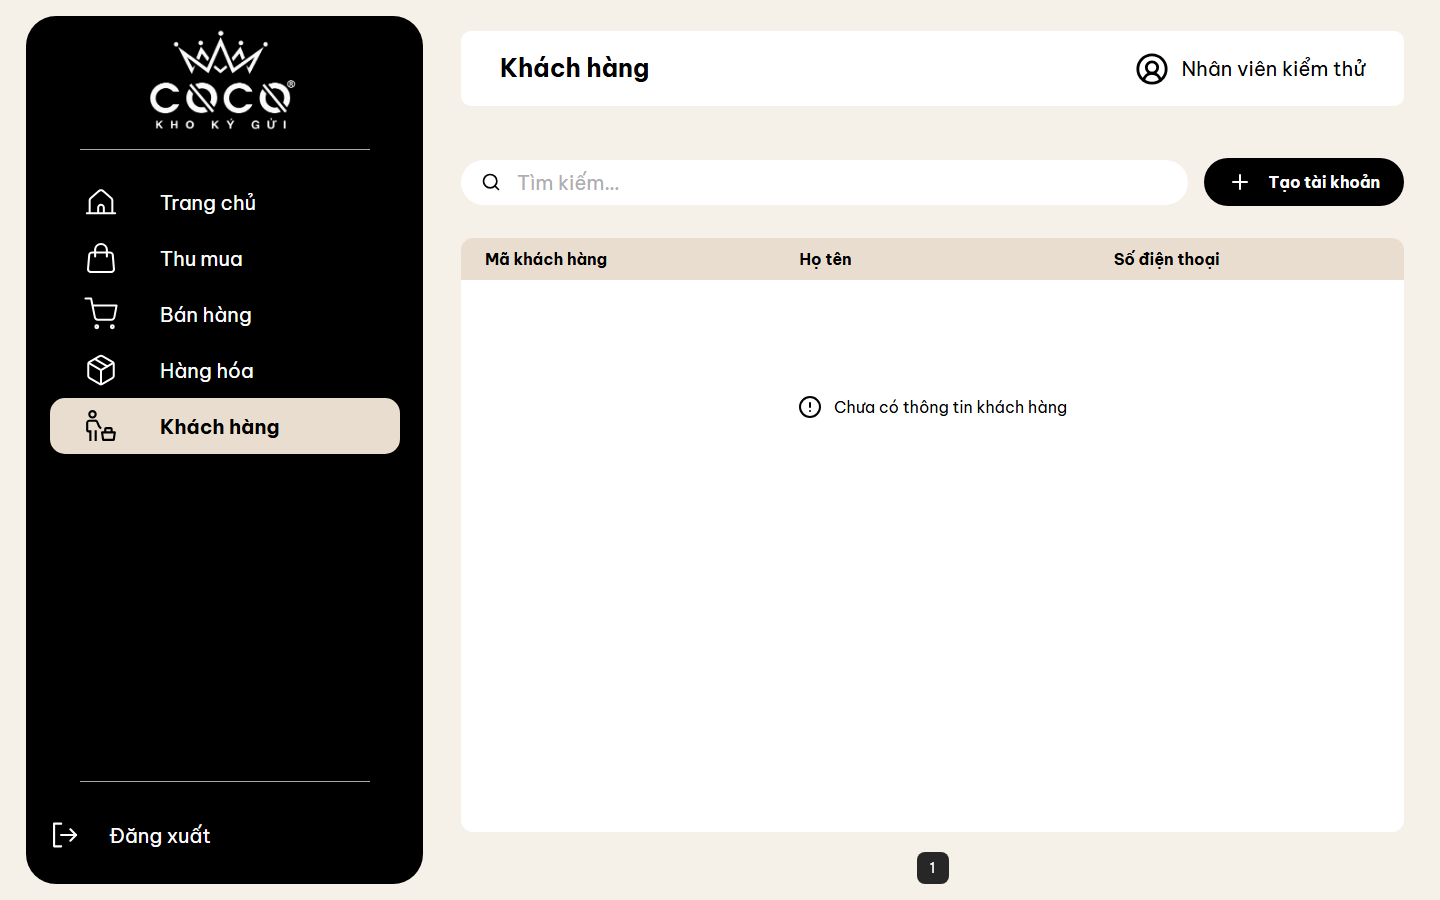 COCO®
KHO KÝ GỬI
Trang chủ
Thu mua
Bán hàng
Hàng hóa
Khách hàng
Đăng xuất
Khách hàng
Nhân viên kiểm thử
Tìm kiếm...
Tạo tài khoản
Mã khách hàng Họ tên Số điện thoại
Chưa có thông tin khách hàng
1